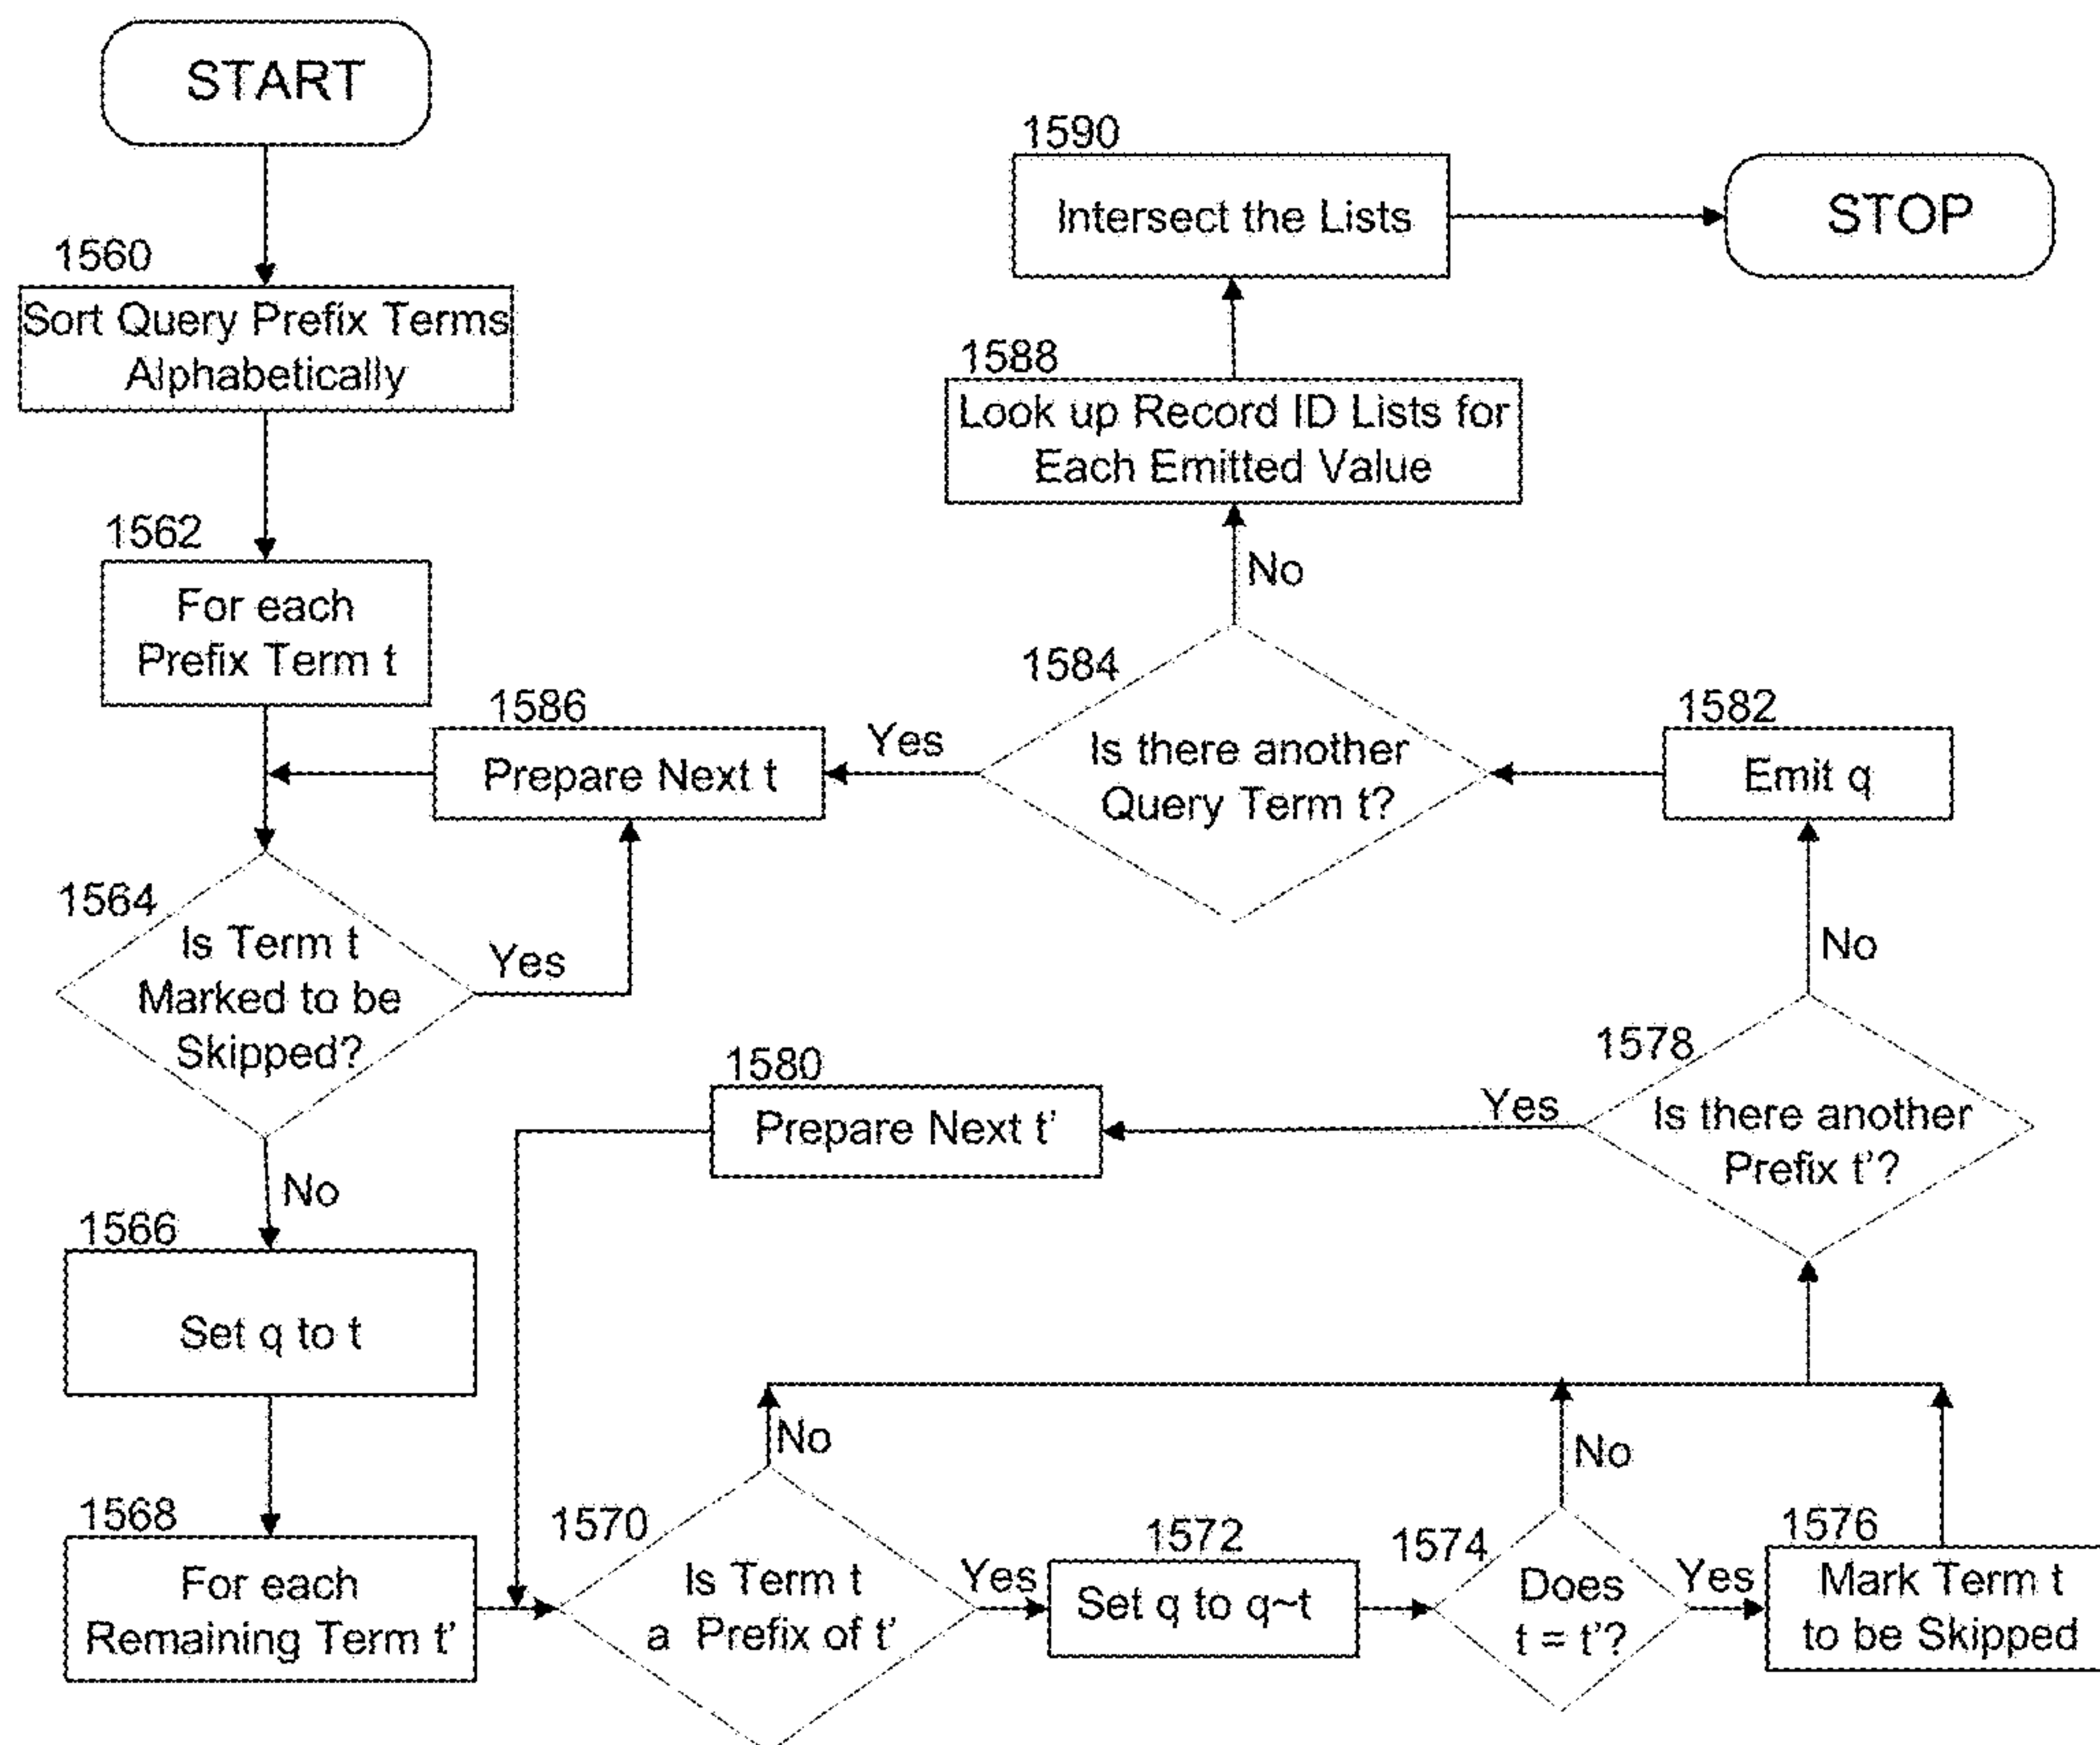 START
1560
Sort Query Prefix Terms
Alphabetically
1562
For each
Prefix Term t
1564
Is Term t
Marked to be
Skipped?
Yes
No
1566
Set q to t
1568
For each
Remaining Term t'
1570
Is Term t
a Prefix of t'
No
Yes
1572
Set q to q~t
1574
Does
t = t'?
No
Yes
1576
Mark Term t
to be Skipped
1578
Is there another
Prefix t'?
Yes
No
1580
Prepare Next t'
1582
Emit q
1584
Is there another
Query Term t?
Yes
No
1586
Prepare Next t
1588
Look up Record ID Lists for
Each Emitted Value
1590
Intersect the Lists
STOP